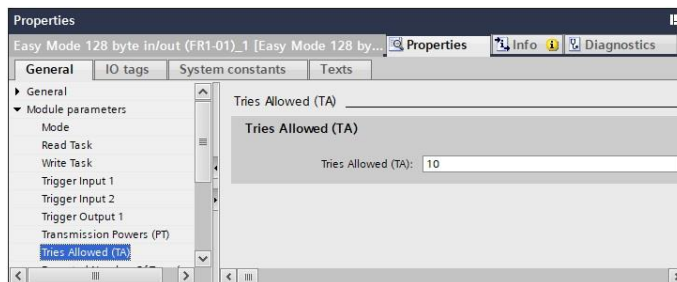 Properties
Easy Mode 128 byte in/out (FR1-01)_1 [Easy Mode 128 by...
Properties
Info
Diagnostics
General
IO tags
System constants
Texts
General
Module parameters
Mode
Read Task
Write Task
Trigger Input 1
Trigger Input 2
Trigger Output 1
Transmission Powers (PT)
Tries Allowed (TA)
Tries Allowed (TA)
Tries Allowed (TA)
Tries Allowed (TA): 10